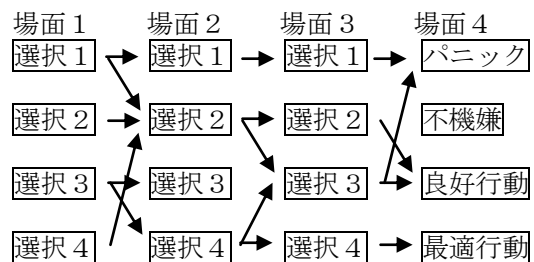 場面１ 場面２ 場面３ 場面４
選択１ 選択１ 選択１ パニック
選択２ 選択２ 選択２ 不機嫌
選択３ 選択３ 選択３ 良好行動
選択４ 選択４ 選択４ 最適行動